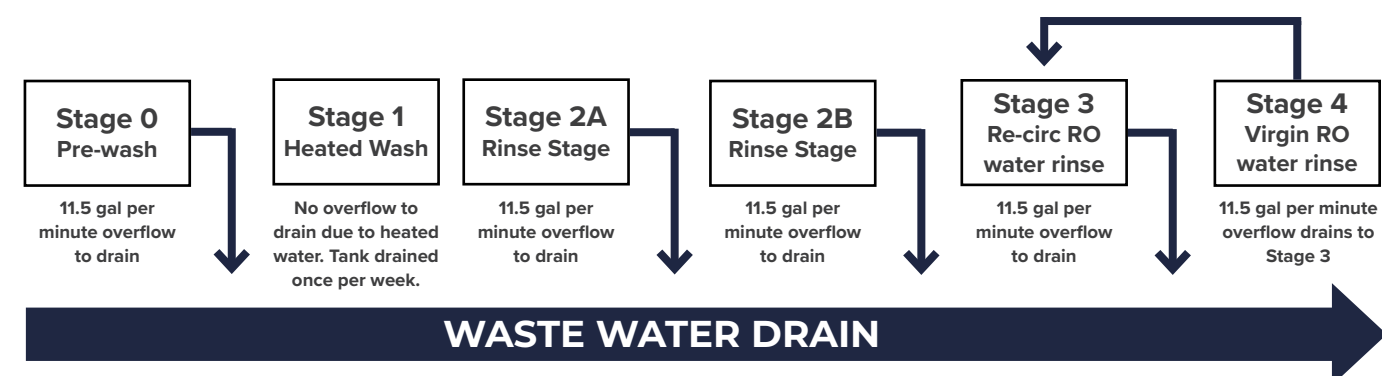 Stage 0
Pre-wash
11.5 gal per
minute overflow
to drain
Stage 1
Heated Wash
No overflow to
drain due to heated
water. Tank drained
once per week.
Stage 2A
Rinse Stage
11.5 gal per
minute overflow
to drain
Stage 2B
Rinse Stage
11.5 gal per
minute overflow
to drain
Stage 3
Re-circ RO
water rinse
11.5 gal per
minute overflow
to drain
Stage 4
Virgin RO
water rinse
11.5 gal per minute
overflow drains to
Stage 3
WASTE WATER DRAIN